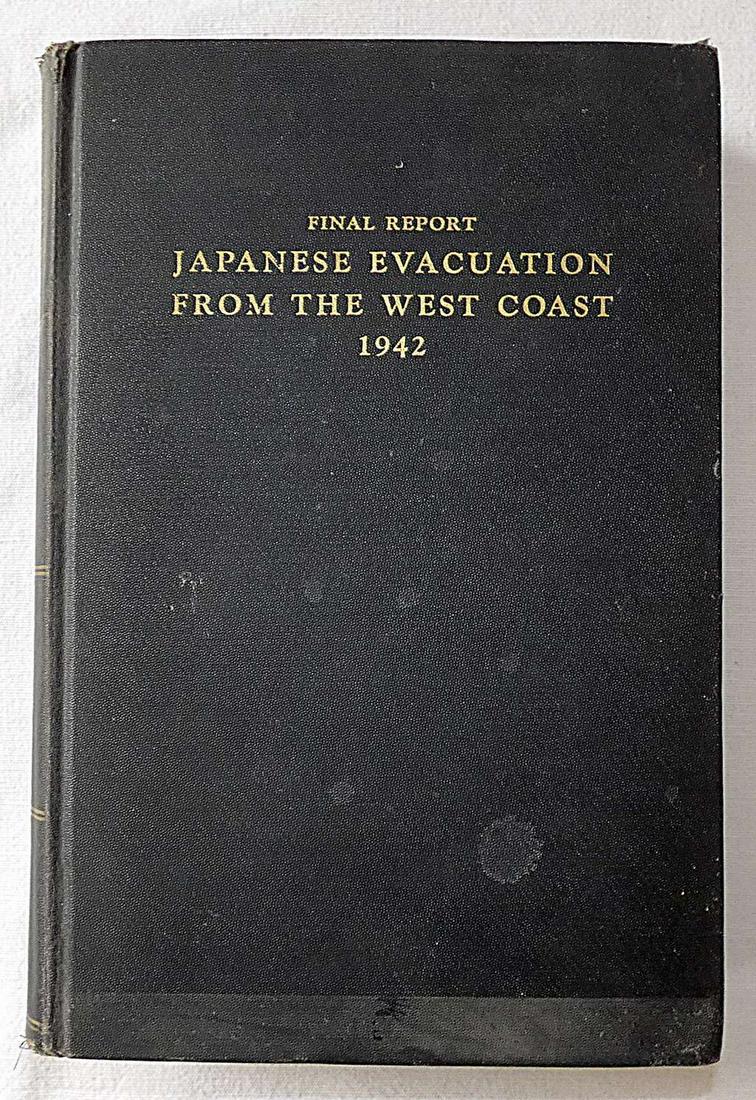 FINAL REPORT
JAPANESE EVACUATION
FROM THE WEST COAST
1942